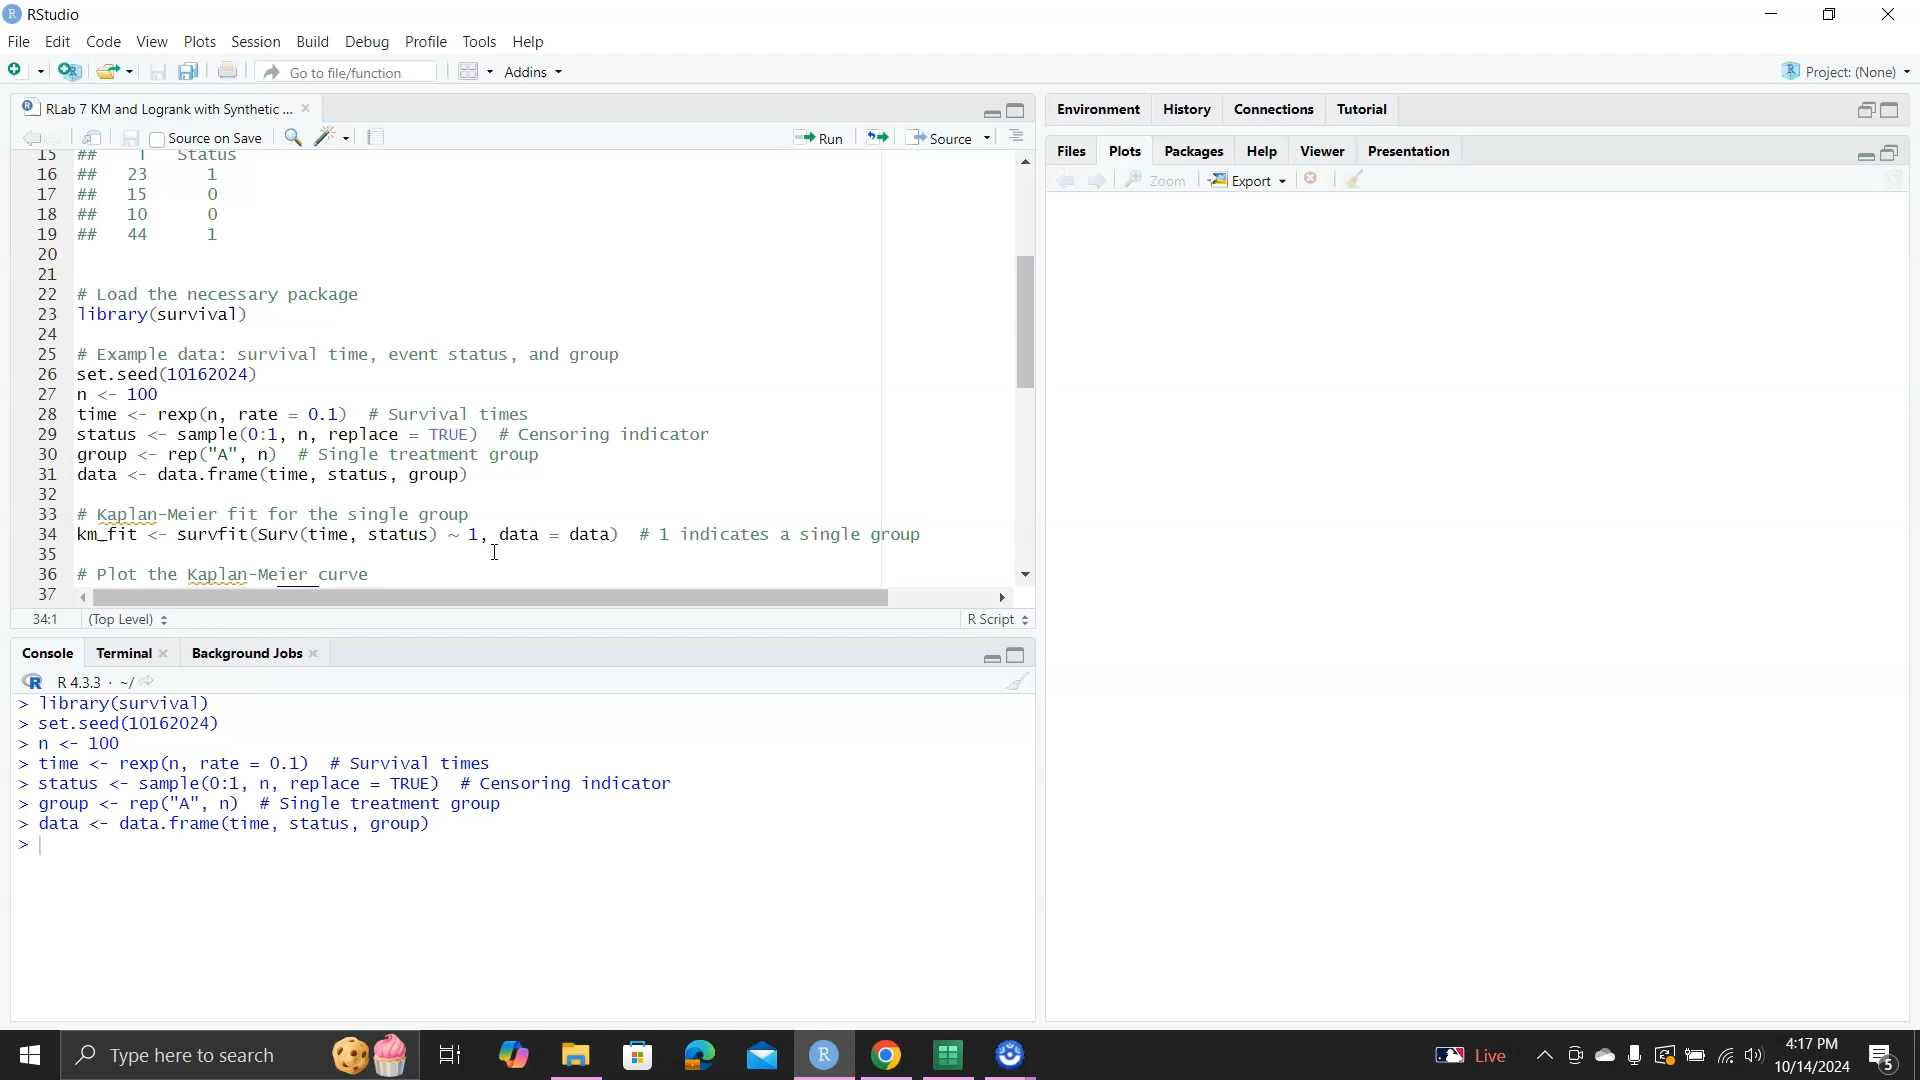 RStudio
File Edit Code View Plots Session Build Debug Profile Tools Help
Go to file/function Addins Project: (None)
RLab 7 KM and Logrank with Synthetic ...
Source on Save Run Source
15 ## T Status
16 ## 23 1
17 ## 15 0
18 ## 10 0
19 ## 44 1
20
21
22 # Load the necessary package
23 library(survival)
24
25 # Example data: survival time, event status, and group
26 set.seed(10162024)
27 n <- 100
28 time <- rexp(n, rate = 0.1) # Survival times
29 status <- sample(0:1, n, replace = TRUE) # Censoring indicator
30 group <- rep("A", n) # Single treatment group
31 data <- data.frame(time, status, group)
32
33 # Kaplan-Meier fit for the single group
34 km_fit <- survfit(Surv(time, status) ~ 1, data = data) # 1 indicates a single group
35
36 # Plot the Kaplan-Meier curve
37
34:1 (Top Level) R Script
Console Terminal Background Jobs
R 4.3.3 · ~/
> library(survival)
> set.seed(10162024)
> n <- 100
> time <- rexp(n, rate = 0.1) # Survival times
> status <- sample(0:1, n, replace = TRUE) # Censoring indicator
> group <- rep("A", n) # Single treatment group
> data <- data.frame(time, status, group)
>
Environment History Connections Tutorial
Files Plots Packages Help Viewer Presentation
Zoom Export
Type here to search
Live
4:17 PM
10/14/2024
5